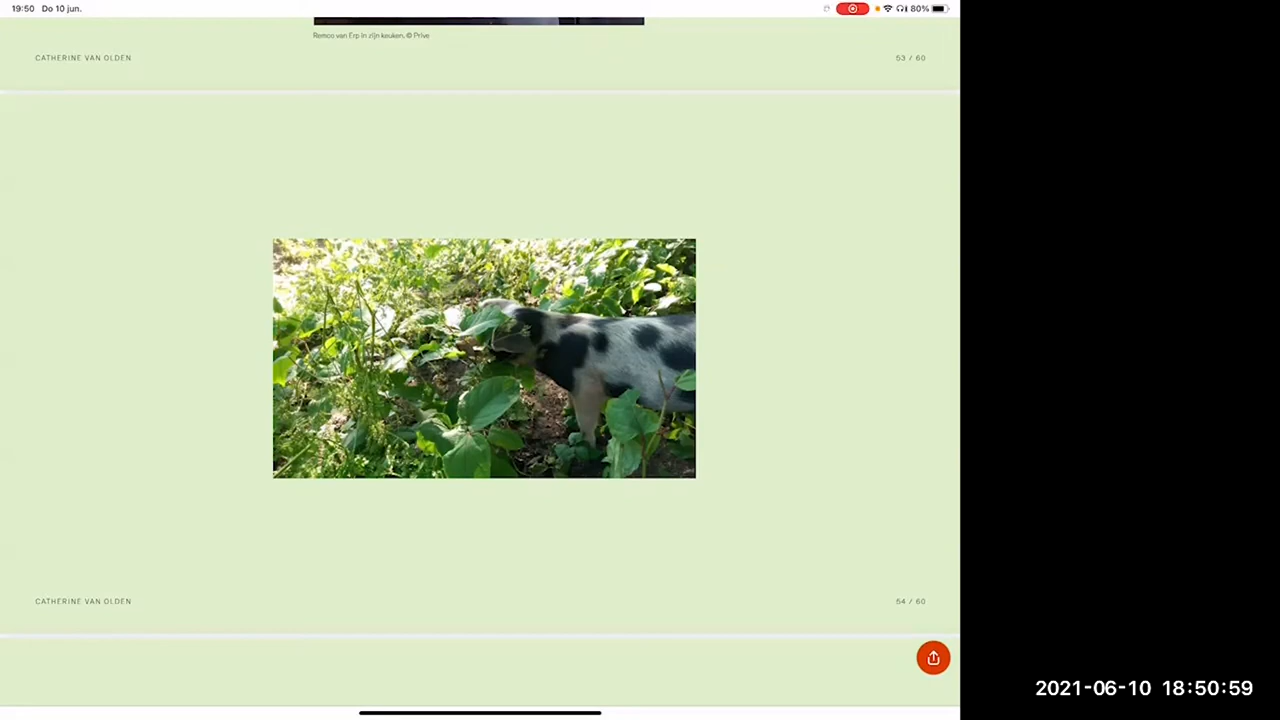 19:50 Do 10 jun.
80%
Remco van Erp in zijn keuken. © Prive
CATHERINE VAN OLDEN
53 / 60
CATHERINE VAN OLDEN
54 / 60
2021-06-10 18:50:59